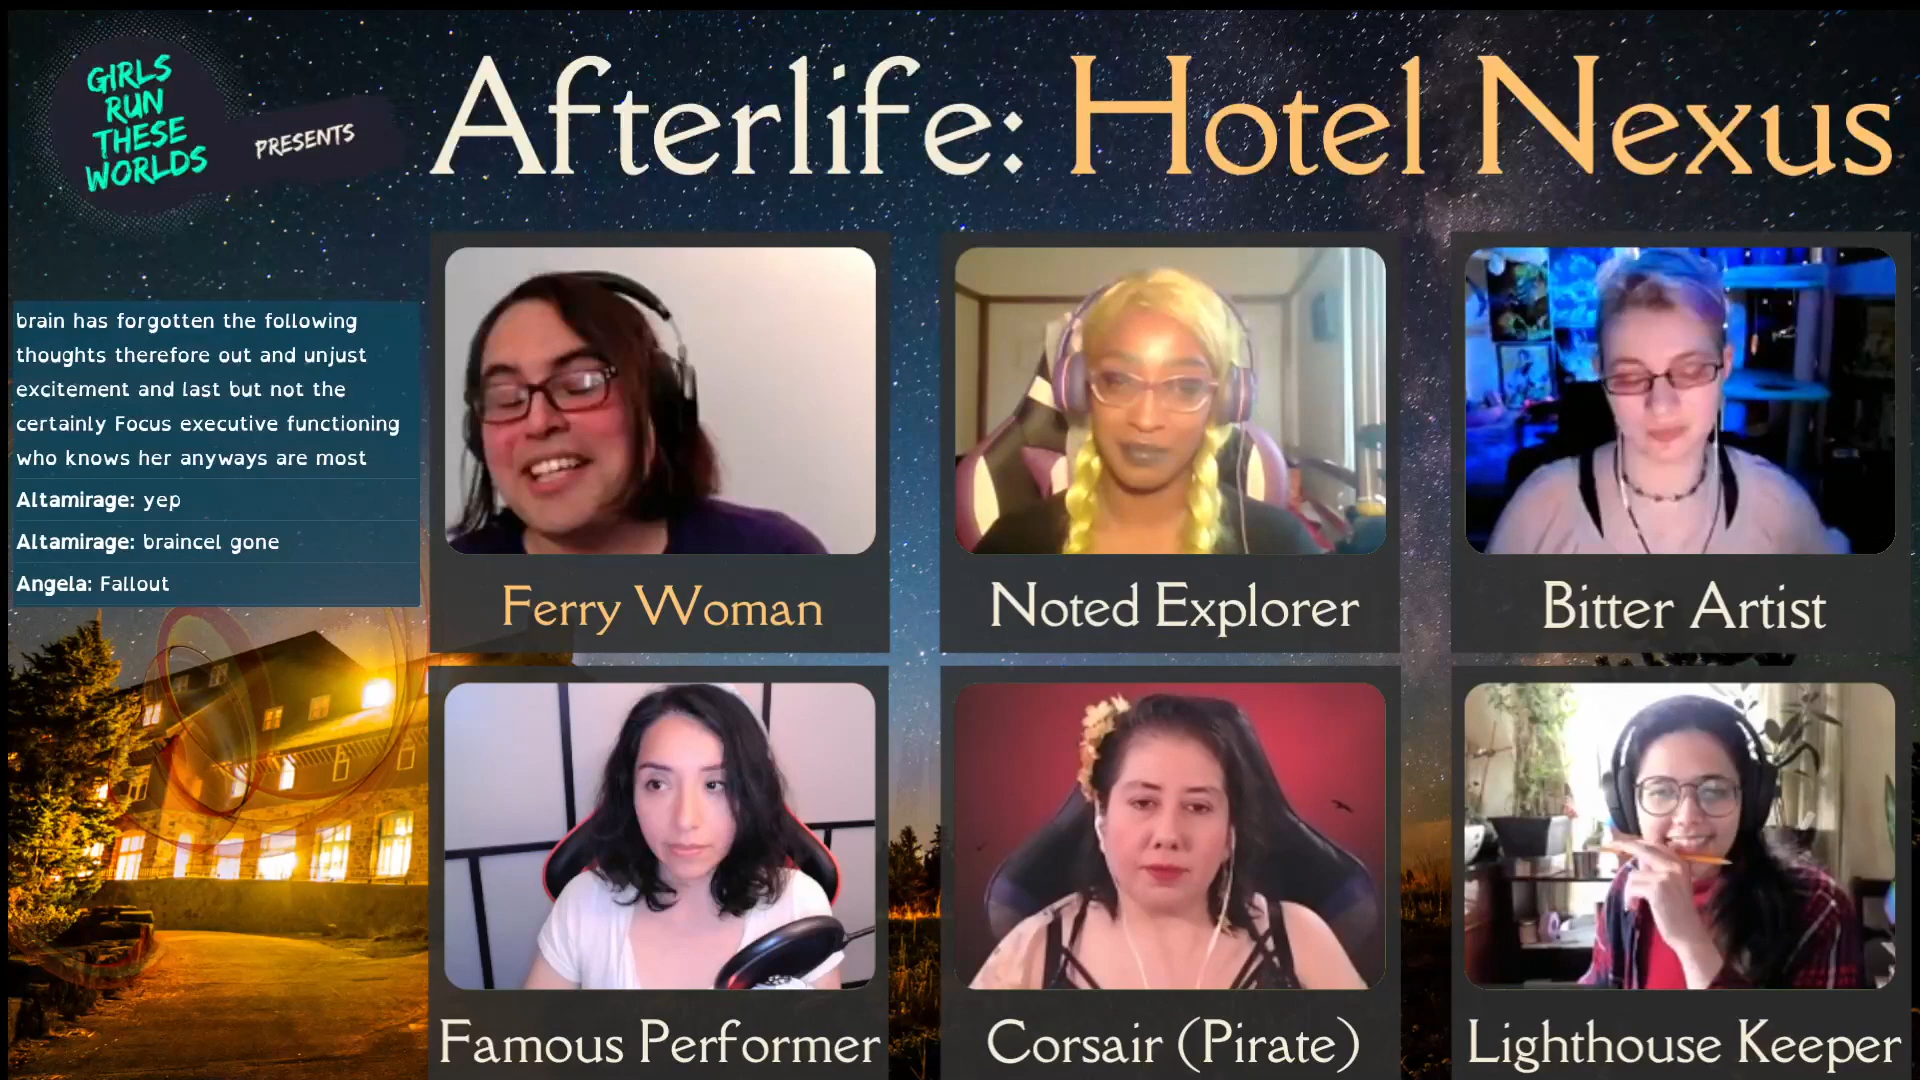 GIRLS
RUN
THESE
WORLDS
PRESENTS
Afterlife: Hotel Nexus
brain has forgotten the following
thoughts therefore out and unjust
excitement and last but not the
certainly Focus executive functioning
who knows her anyways are most
Altamirage: yep
Altamirage: braincel gone
Angela: Fallout
Ferry Woman
Noted Explorer
Bitter Artist
Famous Performer
Corsair (Pirate)
Lighthouse Keeper